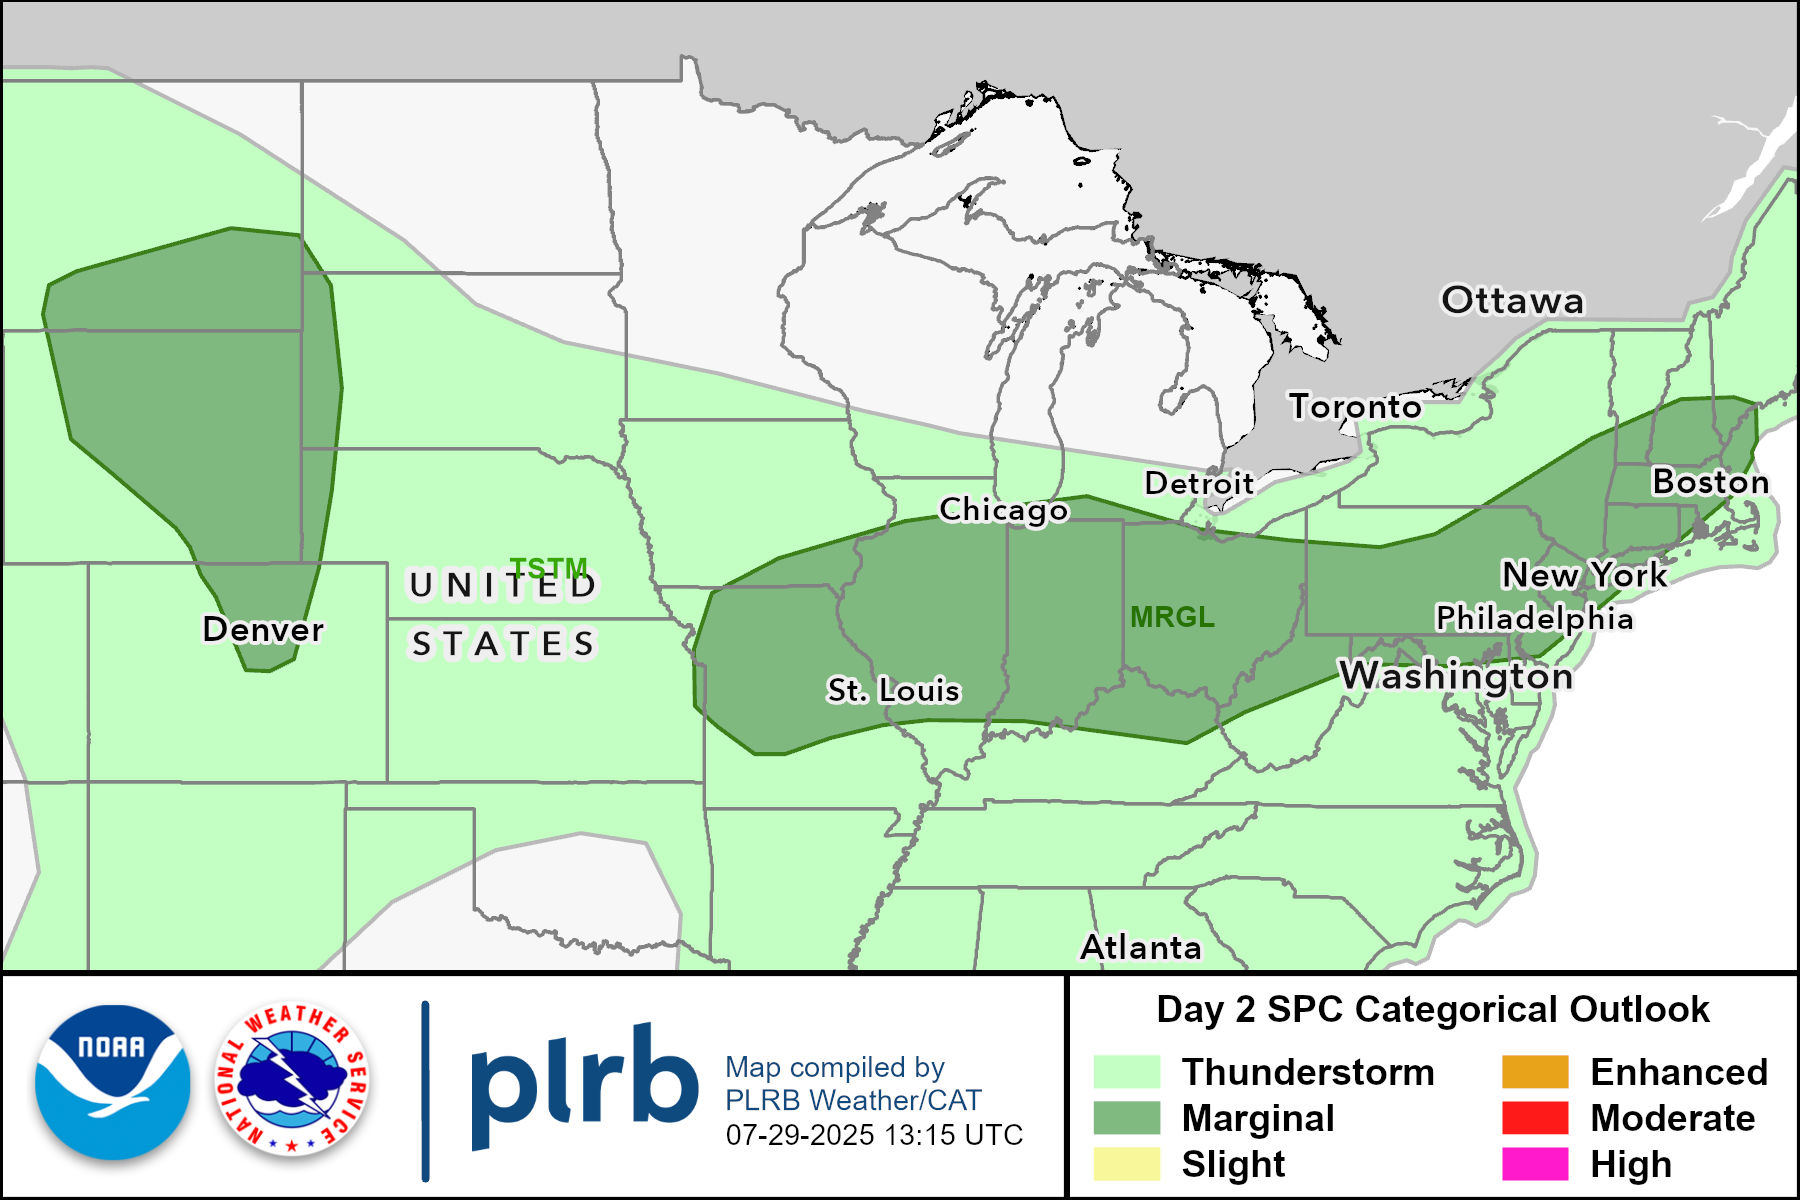 Ottawa
Toronto
Detroit
Boston
Chicago
TSTM
UNITED
New York
MRGL
Philadelphia
Denver
STATES
Washington
St. Louis
Atlanta
NOAA
NATIONAL WEATHER SERVICE
plrb
Map compiled by
PLRB Weather/CAT
07-29-2025 13:15 UTC
Day 2 SPC Categorical Outlook
Thunderstorm
Marginal
Slight
Enhanced
Moderate
High